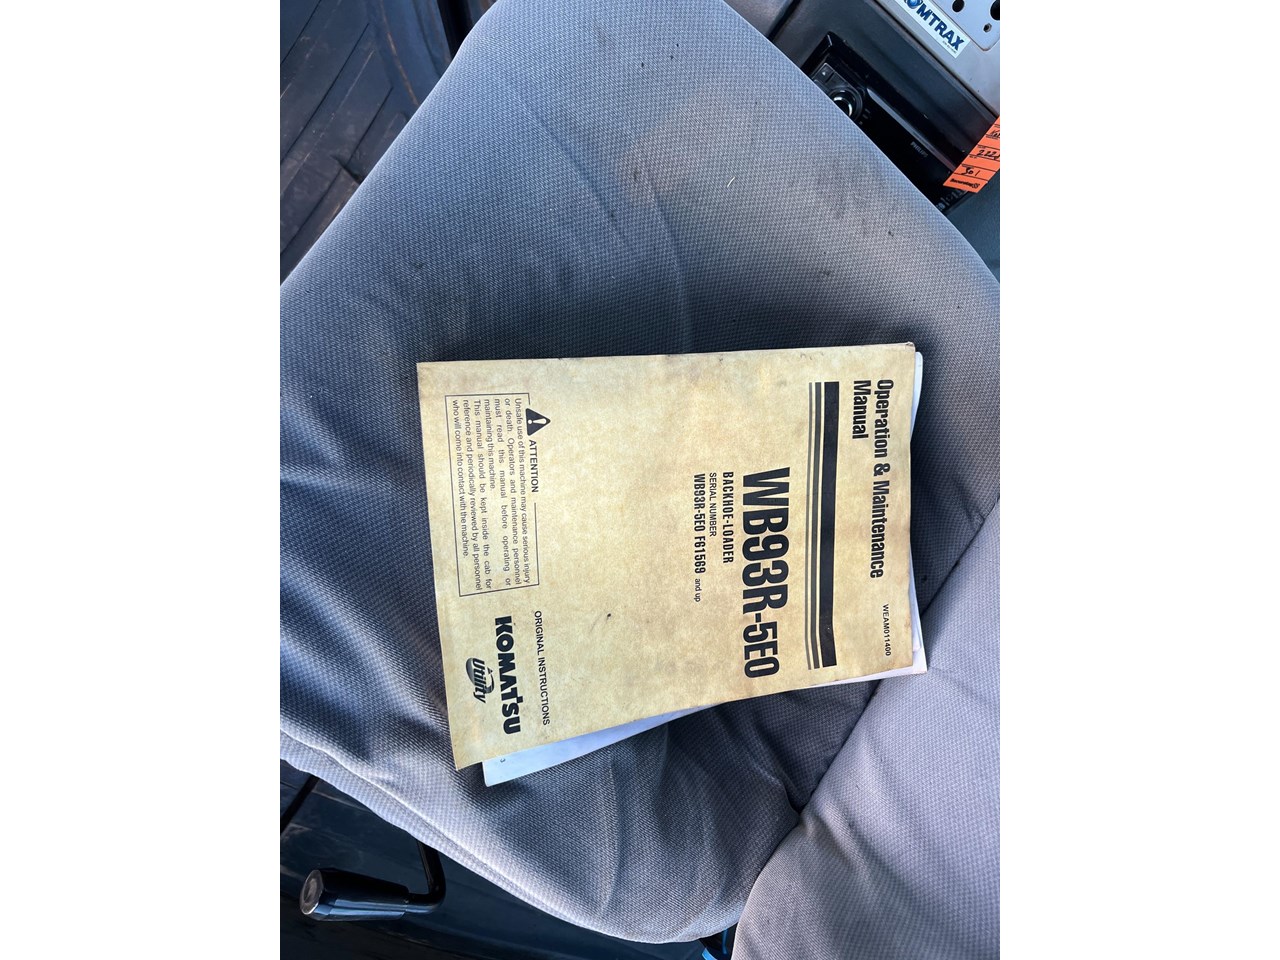 Operation & Maintenance
Manual
WEAM011400
WB93R-5E0
BACKHOE-LOADER
SERIAL NUMBER
WB93R-5E0 F61569 and up
ATTENTION
Unsafe use of this machine may cause serious injury
or death. Operators and maintenance personnel
must read this manual before operating or
maintaining this machine.
This manual should be kept inside the cab for
reference and periodically reviewed by all personnel
who will come into contact with the machine.
ORIGINAL INSTRUCTIONS
KOMATSU
Utility
3
OMTRAX